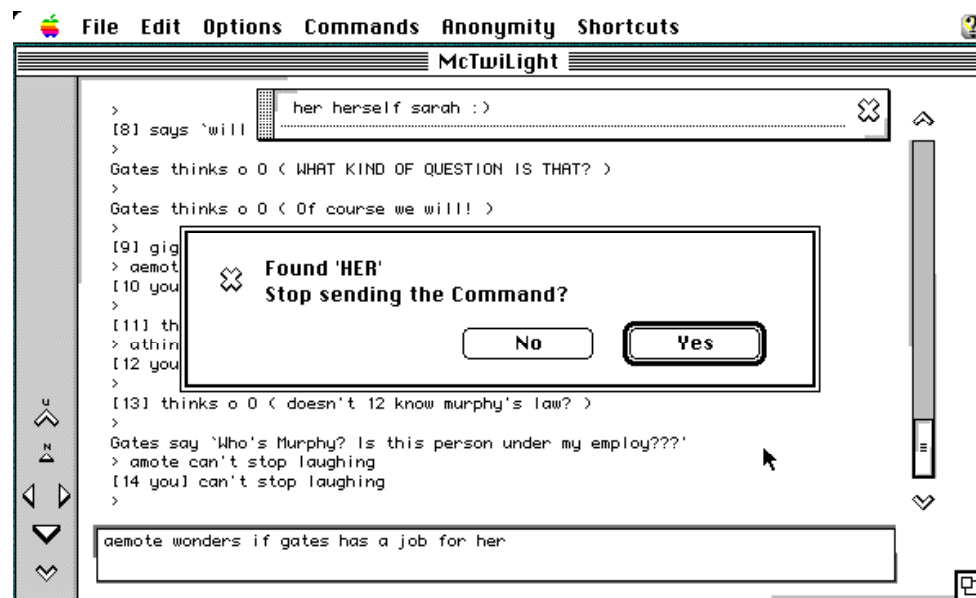 File Edit Options Commands Anonymity Shortcuts
McTwiLight
her herself sarah :)
>
[8] says `will
>
Gates thinks o O ( WHAT KIND OF QUESTION IS THAT? )
>
Gates thinks o O ( Of course we will! )
>
[9] gig
> aemot
[10 you
>
[11] th
> athin
[12 you
>
[13] thinks o O ( doesn't 12 know murphy's law? )
>
Gates say `Who's Murphy? Is this person under my employ???'
> amote can't stop laughing
[14 you] can't stop laughing
>
Found 'HER'
Stop sending the Command?
No Yes
U
N
aemote wonders if gates has a job for her